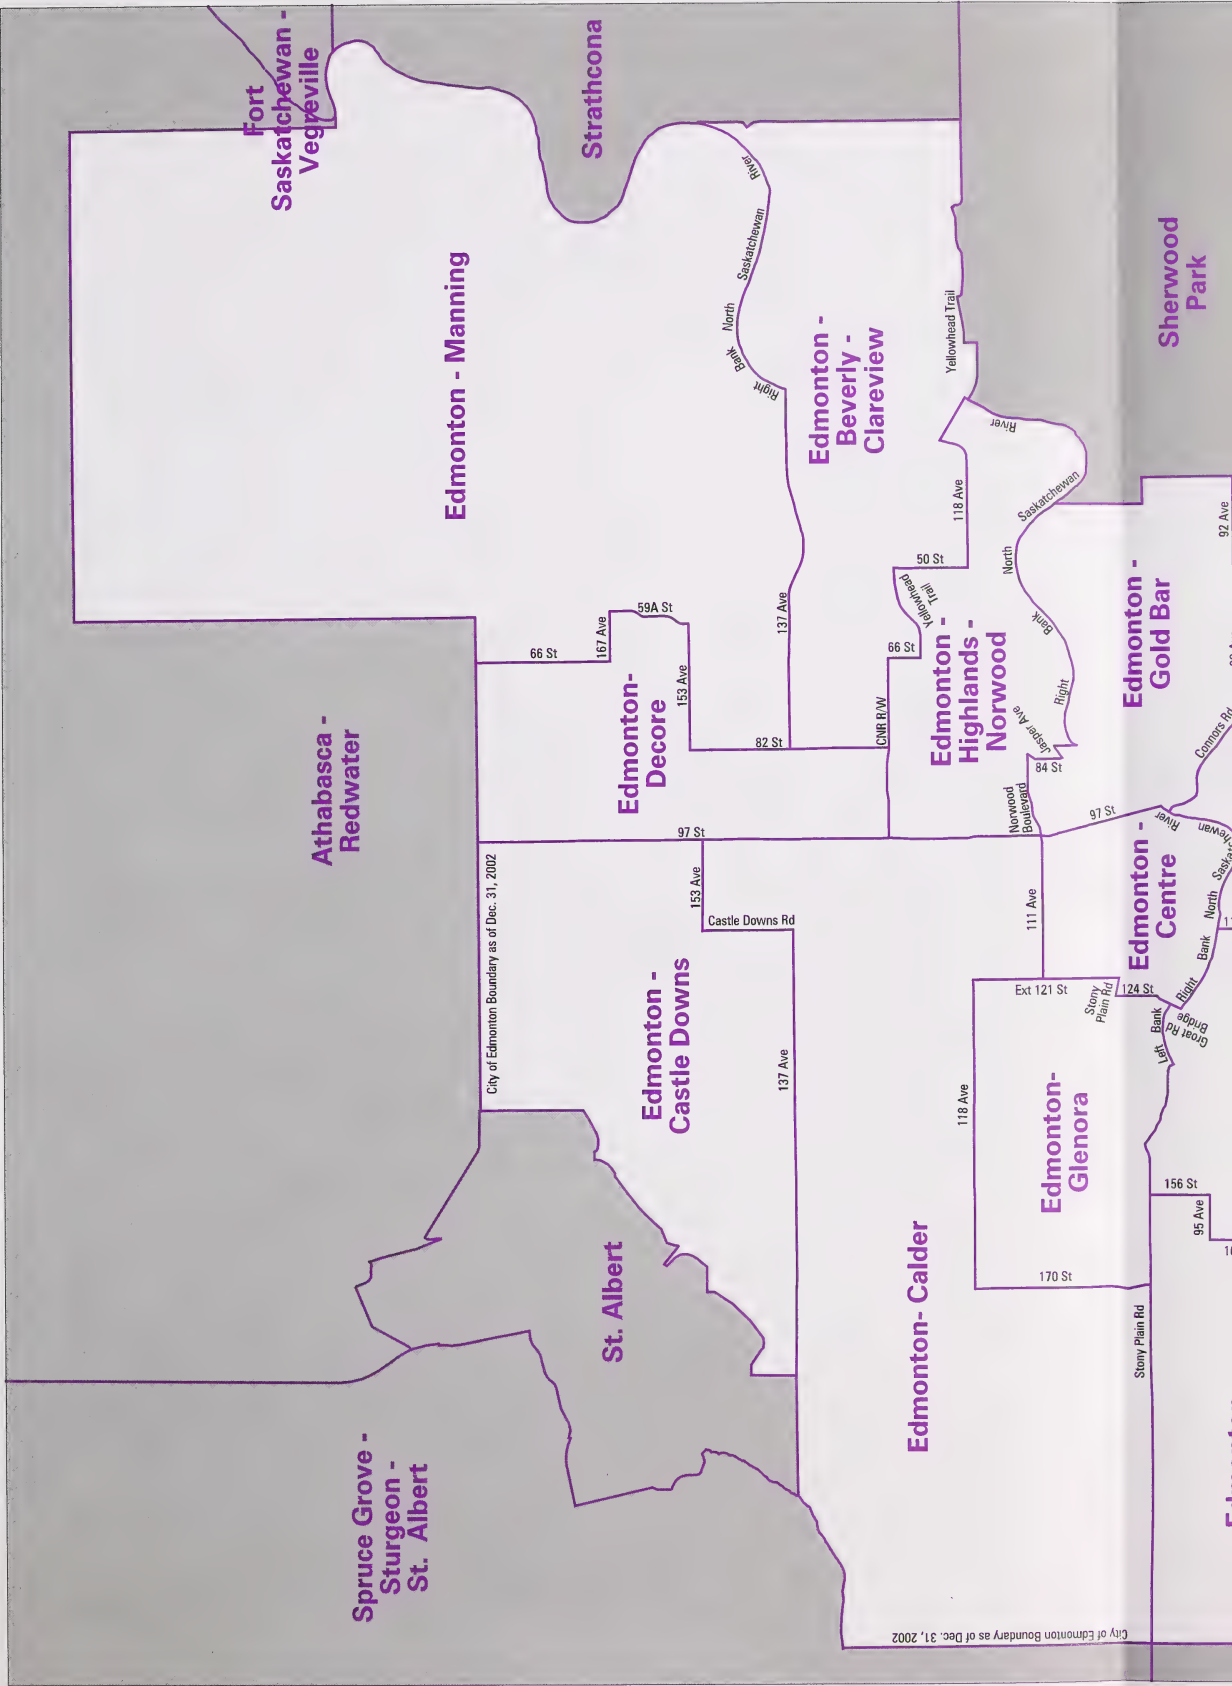 Fort
Saskatchewan -
Vegreville
Strathcona
Edmonton - Manning
River
Saskatchewan
North
Bank
Right
Edmonton -
Beverly -
Clareview
Yellowhead Trail
Sherwood
Park
River
Saskatchewan
North
Bank
Right
118 Ave
50 St
Yellowhead
Trail
66 St
137 Ave
59A St
167 Ave
66 St
153 Ave
82 St
CNR R/W
Edmonton-
Decore
Edmonton -
Highlands -
Norwood
Jasper Ave
84 St
Norwood
Boulevard
Edmonton -
Gold Bar
92 Ave
Connors Rd
Athabasca -
Redwater
97 St
97 St
City of Edmonton Boundary as of Dec. 31, 2002
153 Ave
Castle Downs Rd
Edmonton -
Castle Downs
137 Ave
111 Ave
Ext 121 St
Stony
Plain Rd
124 St
Edmonton -
Centre
River
North
Bank
Right
Groat Rd
Bridge
Bank
Left
118 Ave
Edmonton-
Glenora
156 St
95 Ave
170 St
Stony Plain Rd
St. Albert
Edmonton- Calder
Spruce Grove -
Sturgeon -
St. Albert
City of Edmonton Boundary as of Dec. 31, 2002